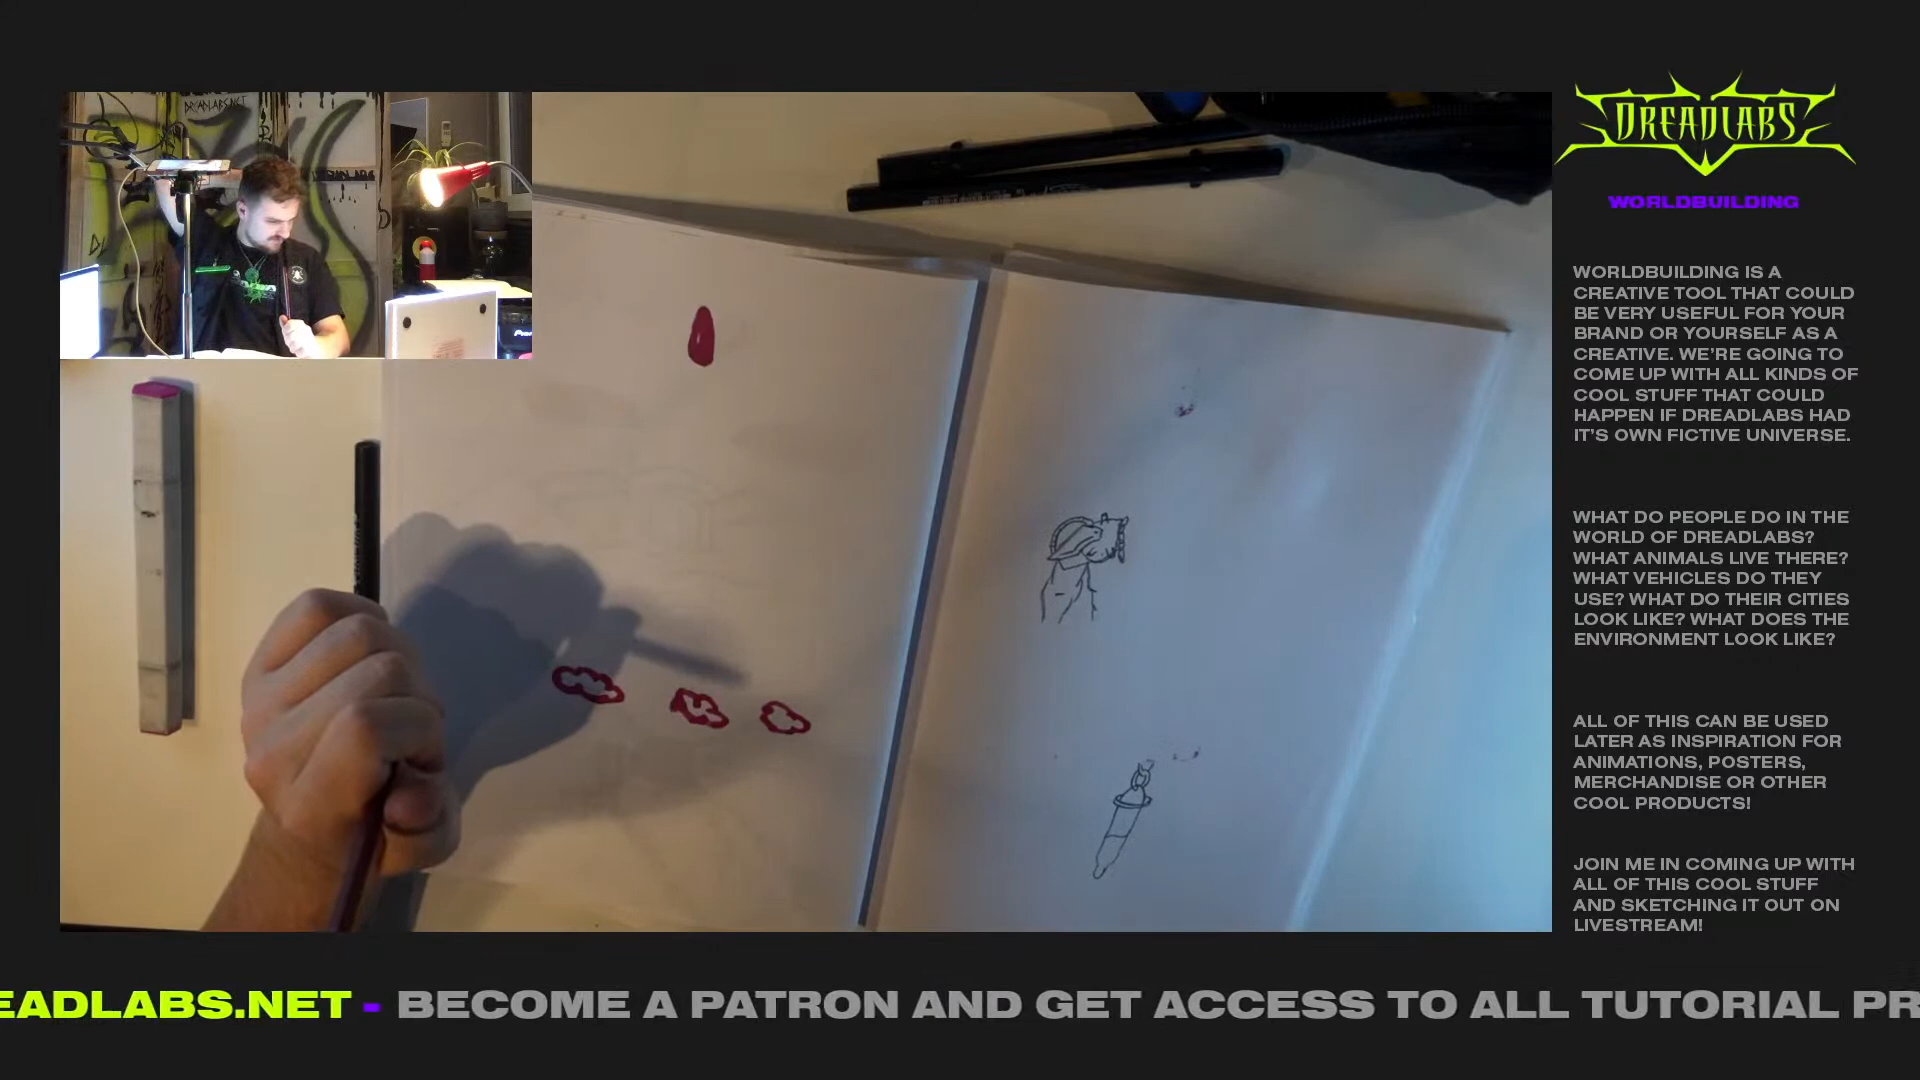 DREADLABS.NET
DREADLABS
WORLDBUILDING
WORLDBUILDING IS A
CREATIVE TOOL THAT COULD
BE VERY USEFUL FOR YOUR
BRAND OR YOURSELF AS A
CREATIVE. WE'RE GOING TO
COME UP WITH ALL KINDS OF
COOL STUFF THAT COULD
HAPPEN IF DREADLABS HAD
IT'S OWN FICTIVE UNIVERSE.
WHAT DO PEOPLE DO IN THE
WORLD OF DREADLABS?
WHAT ANIMALS LIVE THERE?
WHAT VEHICLES DO THEY
USE? WHAT DO THEIR CITIES
LOOK LIKE? WHAT DOES THE
ENVIRONMENT LOOK LIKE?
ALL OF THIS CAN BE USED
LATER AS INSPIRATION FOR
ANIMATIONS, POSTERS,
MERCHANDISE OR OTHER
COOL PRODUCTS!
JOIN ME IN COMING UP WITH
ALL OF THIS COOL STUFF
AND SKETCHING IT OUT ON
LIVESTREAM!
EADLABS.NET - BECOME A PATRON AND GET ACCESS TO ALL TUTORIAL PR